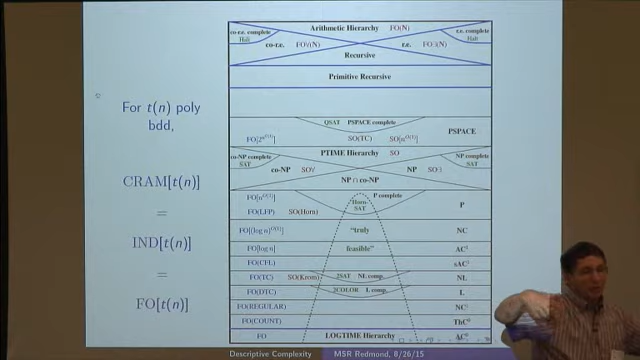 For t(n) poly
bdd,
CRAM[t(n)]
=
IND[t(n)]
=
FO[t(n)]
Arithmetic Hierarchy FO(N)
co-r.e. complete
Halt
co-r.e. FO∀(N)
r.e. FO∃(N)
r.e. complete
Halt
Recursive
Primitive Recursive
QSAT PSPACE complete
FO[2^n^O(1)] SO(TC) SO[n^O(1)] PSPACE
PTIME Hierarchy SO
co-NP complete
SAT
co-NP SO∀
NP SO∃
NP complete
SAT
NP ∩ co-NP
FO[n^O(1)] P complete
Horn-
SAT
FO(LFP) SO(Horn) P
FO[(log n)^O(1)] "truly NC
FO[log n] feasible" AC¹
FO(CFL) sAC¹
FO(TC) SO(Krom) 2SAT NL comp. NL
FO(DTC) 2COLOR L comp. L
FO(REGULAR) NC¹
FO(COUNT) ThC⁰
FO LOGTIME Hierarchy AC⁰
Descriptive Complexity MSR Redmond, 8/26/15